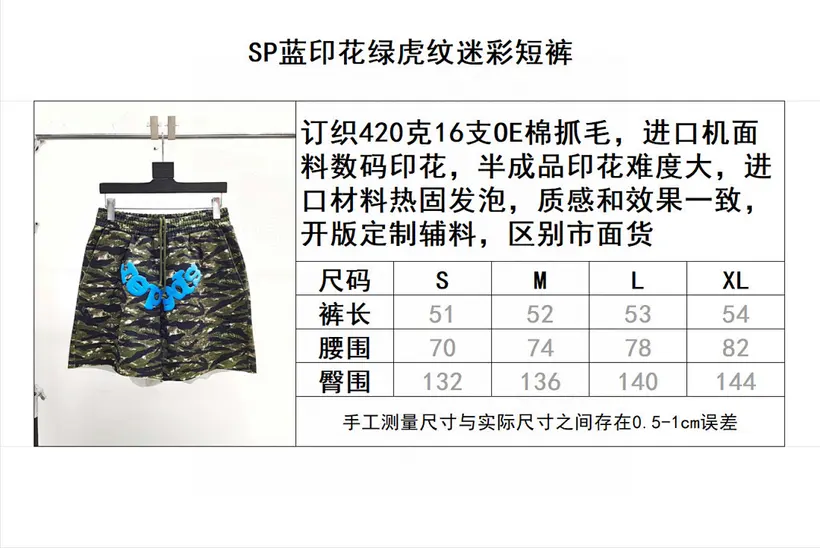 SP蓝印花绿虎纹迷彩短裤
订织420克16支OE棉抓毛，进口机面
料数码印花，半成品印花难度大，进
口材料热固发泡，质感和效果一致，
开版定制辅料，区别市面货
尺码 S M L XL
裤长 51 52 53 54
腰围 70 74 78 82
臀围 132 136 140 144
手工测量尺寸与实际尺寸之间存在0.5-1cm误差